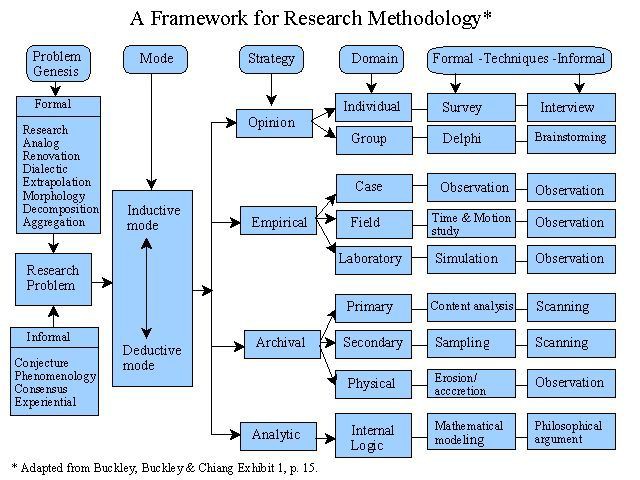 A Framework for Research Methodology*
Problem
Genesis
Mode
Strategy
Domain
Formal -Techniques -Informal
Formal
Research
Analog
Renovation
Dialectic
Extrapolation
Morphology
Decomposition
Aggregation
Research
Problem
Informal
Conjecture
Phenomenology
Consensus
Experiential
Inductive
mode
Deductive
mode
Opinion
Individual
Survey
Interview
Group
Delphi
Brainstorming
Empirical
Case
Observation
Observation
Field
Time & Motion
study
Observation
Laboratory
Simulation
Observation
Archival
Primary
Content analysis
Scanning
Secondary
Sampling
Scanning
Physical
Erosion/
acccretion
Observation
Analytic
Internal
Logic
Mathematical
modeling
Philosophical
argument
* Adapted from Buckley, Buckley & Chiang Exhibit 1, p. 15.